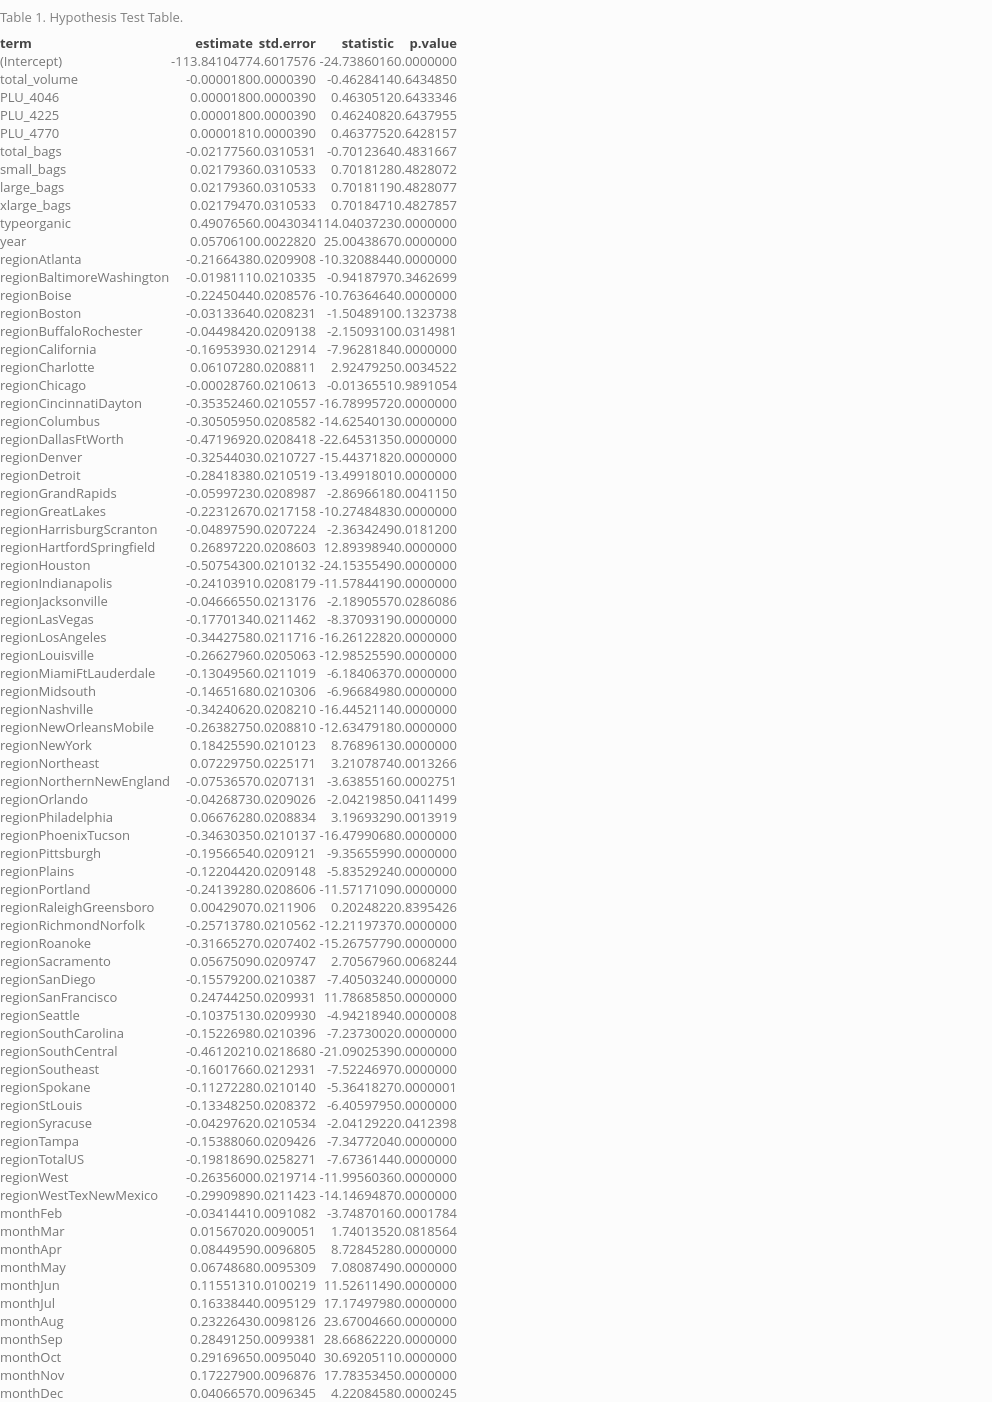 Table 1. Hypothesis Test Table.
term estimate std.error statistic p.value
(Intercept) -113.8410477 4.6017576 -24.7386016 0.0000000
total_volume -0.0000180 0.0000390 -0.4628414 0.6434850
PLU_4046 0.0000180 0.0000390 0.4630512 0.6433346
PLU_4225 0.0000180 0.0000390 0.4624082 0.6437955
PLU_4770 0.0000181 0.0000390 0.4637752 0.6428157
total_bags -0.0217756 0.0310531 -0.7012364 0.4831667
small_bags 0.0217936 0.0310533 0.7018128 0.4828072
large_bags 0.0217936 0.0310533 0.7018119 0.4828077
xlarge_bags 0.0217947 0.0310533 0.7018471 0.4827857
typeorganic 0.4907656 0.0043034 114.0403723 0.0000000
year 0.0570610 0.0022820 25.0043867 0.0000000
regionAtlanta -0.2166438 0.0209908 -10.3208844 0.0000000
regionBaltimoreWashington -0.0198111 0.0210335 -0.9418797 0.3462699
regionBoise -0.2245044 0.0208576 -10.7636464 0.0000000
regionBoston -0.0313364 0.0208231 -1.5048910 0.1323738
regionBuffaloRochester -0.0449842 0.0209138 -2.1509310 0.0314981
regionCalifornia -0.1695393 0.0212914 -7.9628184 0.0000000
regionCharlotte 0.0610728 0.0208811 2.9247925 0.0034522
regionChicago -0.0002876 0.0210613 -0.0136551 0.9891054
regionCincinnatiDayton -0.3535246 0.0210557 -16.7899572 0.0000000
regionColumbus -0.3050595 0.0208582 -14.6254013 0.0000000
regionDallasFtWorth -0.4719692 0.0208418 -22.6453135 0.0000000
regionDenver -0.3254403 0.0210727 -15.4437182 0.0000000
regionDetroit -0.2841838 0.0210519 -13.4991801 0.0000000
regionGrandRapids -0.0599723 0.0208987 -2.8696618 0.0041150
regionGreatLakes -0.2231267 0.0217158 -10.2748483 0.0000000
regionHarrisburgScranton -0.0489759 0.0207224 -2.3634249 0.0181200
regionHartfordSpringfield 0.2689722 0.0208603 12.8939894 0.0000000
regionHouston -0.5075430 0.0210132 -24.1535549 0.0000000
regionIndianapolis -0.2410391 0.0208179 -11.5784419 0.0000000
regionJacksonville -0.0466655 0.0213176 -2.1890557 0.0286086
regionLasVegas -0.1770134 0.0211462 -8.3709319 0.0000000
regionLosAngeles -0.3442758 0.0211716 -16.2612282 0.0000000
regionLouisville -0.2662796 0.0205063 -12.9852559 0.0000000
regionMiamiFtLauderdale -0.1304956 0.0211019 -6.1840637 0.0000000
regionMidsouth -0.1465168 0.0210306 -6.9668498 0.0000000
regionNashville -0.3424062 0.0208210 -16.4452114 0.0000000
regionNewOrleansMobile -0.2638275 0.0208810 -12.6347918 0.0000000
regionNewYork 0.1842559 0.0210123 8.7689613 0.0000000
regionNortheast 0.0722975 0.0225171 3.2107874 0.0013266
regionNorthernNewEngland -0.0753657 0.0207131 -3.6385516 0.0002751
regionOrlando -0.0426873 0.0209026 -2.0421985 0.0411499
regionPhiladelphia 0.0667628 0.0208834 3.1969329 0.0013919
regionPhoenixTucson -0.3463035 0.0210137 -16.4799068 0.0000000
regionPittsburgh -0.1956654 0.0209121 -9.3565599 0.0000000
regionPlains -0.1220442 0.0209148 -5.8352924 0.0000000
regionPortland -0.2413928 0.0208606 -11.5717109 0.0000000
regionRaleighGreensboro 0.0042907 0.0211906 0.2024822 0.8395426
regionRichmondNorfolk -0.2571378 0.0210562 -12.2119737 0.0000000
regionRoanoke -0.3166527 0.0207402 -15.2675779 0.0000000
regionSacramento 0.0567509 0.0209747 2.7056796 0.0068244
regionSanDiego -0.1557920 0.0210387 -7.4050324 0.0000000
regionSanFrancisco 0.2474425 0.0209931 11.7868585 0.0000000
regionSeattle -0.1037513 0.0209930 -4.9421894 0.0000008
regionSouthCarolina -0.1522698 0.0210396 -7.2373002 0.0000000
regionSouthCentral -0.4612021 0.0218680 -21.0902539 0.0000000
regionSoutheast -0.1601766 0.0212931 -7.5224697 0.0000000
regionSpokane -0.1127228 0.0210140 -5.3641827 0.0000001
regionStLouis -0.1334825 0.0208372 -6.4059795 0.0000000
regionSyracuse -0.0429762 0.0210534 -2.0412922 0.0412398
regionTampa -0.1538806 0.0209426 -7.3477204 0.0000000
regionTotalUS -0.1981869 0.0258271 -7.6736144 0.0000000
regionWest -0.2635600 0.0219714 -11.9956036 0.0000000
regionWestTexNewMexico -0.2990989 0.0211423 -14.1469487 0.0000000
monthFeb -0.0341441 0.0091082 -3.7487016 0.0001784
monthMar 0.0156702 0.0090051 1.7401352 0.0818564
monthApr 0.0844959 0.0096805 8.7284528 0.0000000
monthMay 0.0674868 0.0095309 7.0808749 0.0000000
monthJun 0.1155131 0.0100219 11.5261149 0.0000000
monthJul 0.1633844 0.0095129 17.1749798 0.0000000
monthAug 0.2322643 0.0098126 23.6700466 0.0000000
monthSep 0.2849125 0.0099381 28.6686222 0.0000000
monthOct 0.2916965 0.0095040 30.6920511 0.0000000
monthNov 0.1722790 0.0096876 17.7835345 0.0000000
monthDec 0.0406657 0.0096345 4.2208458 0.0000245